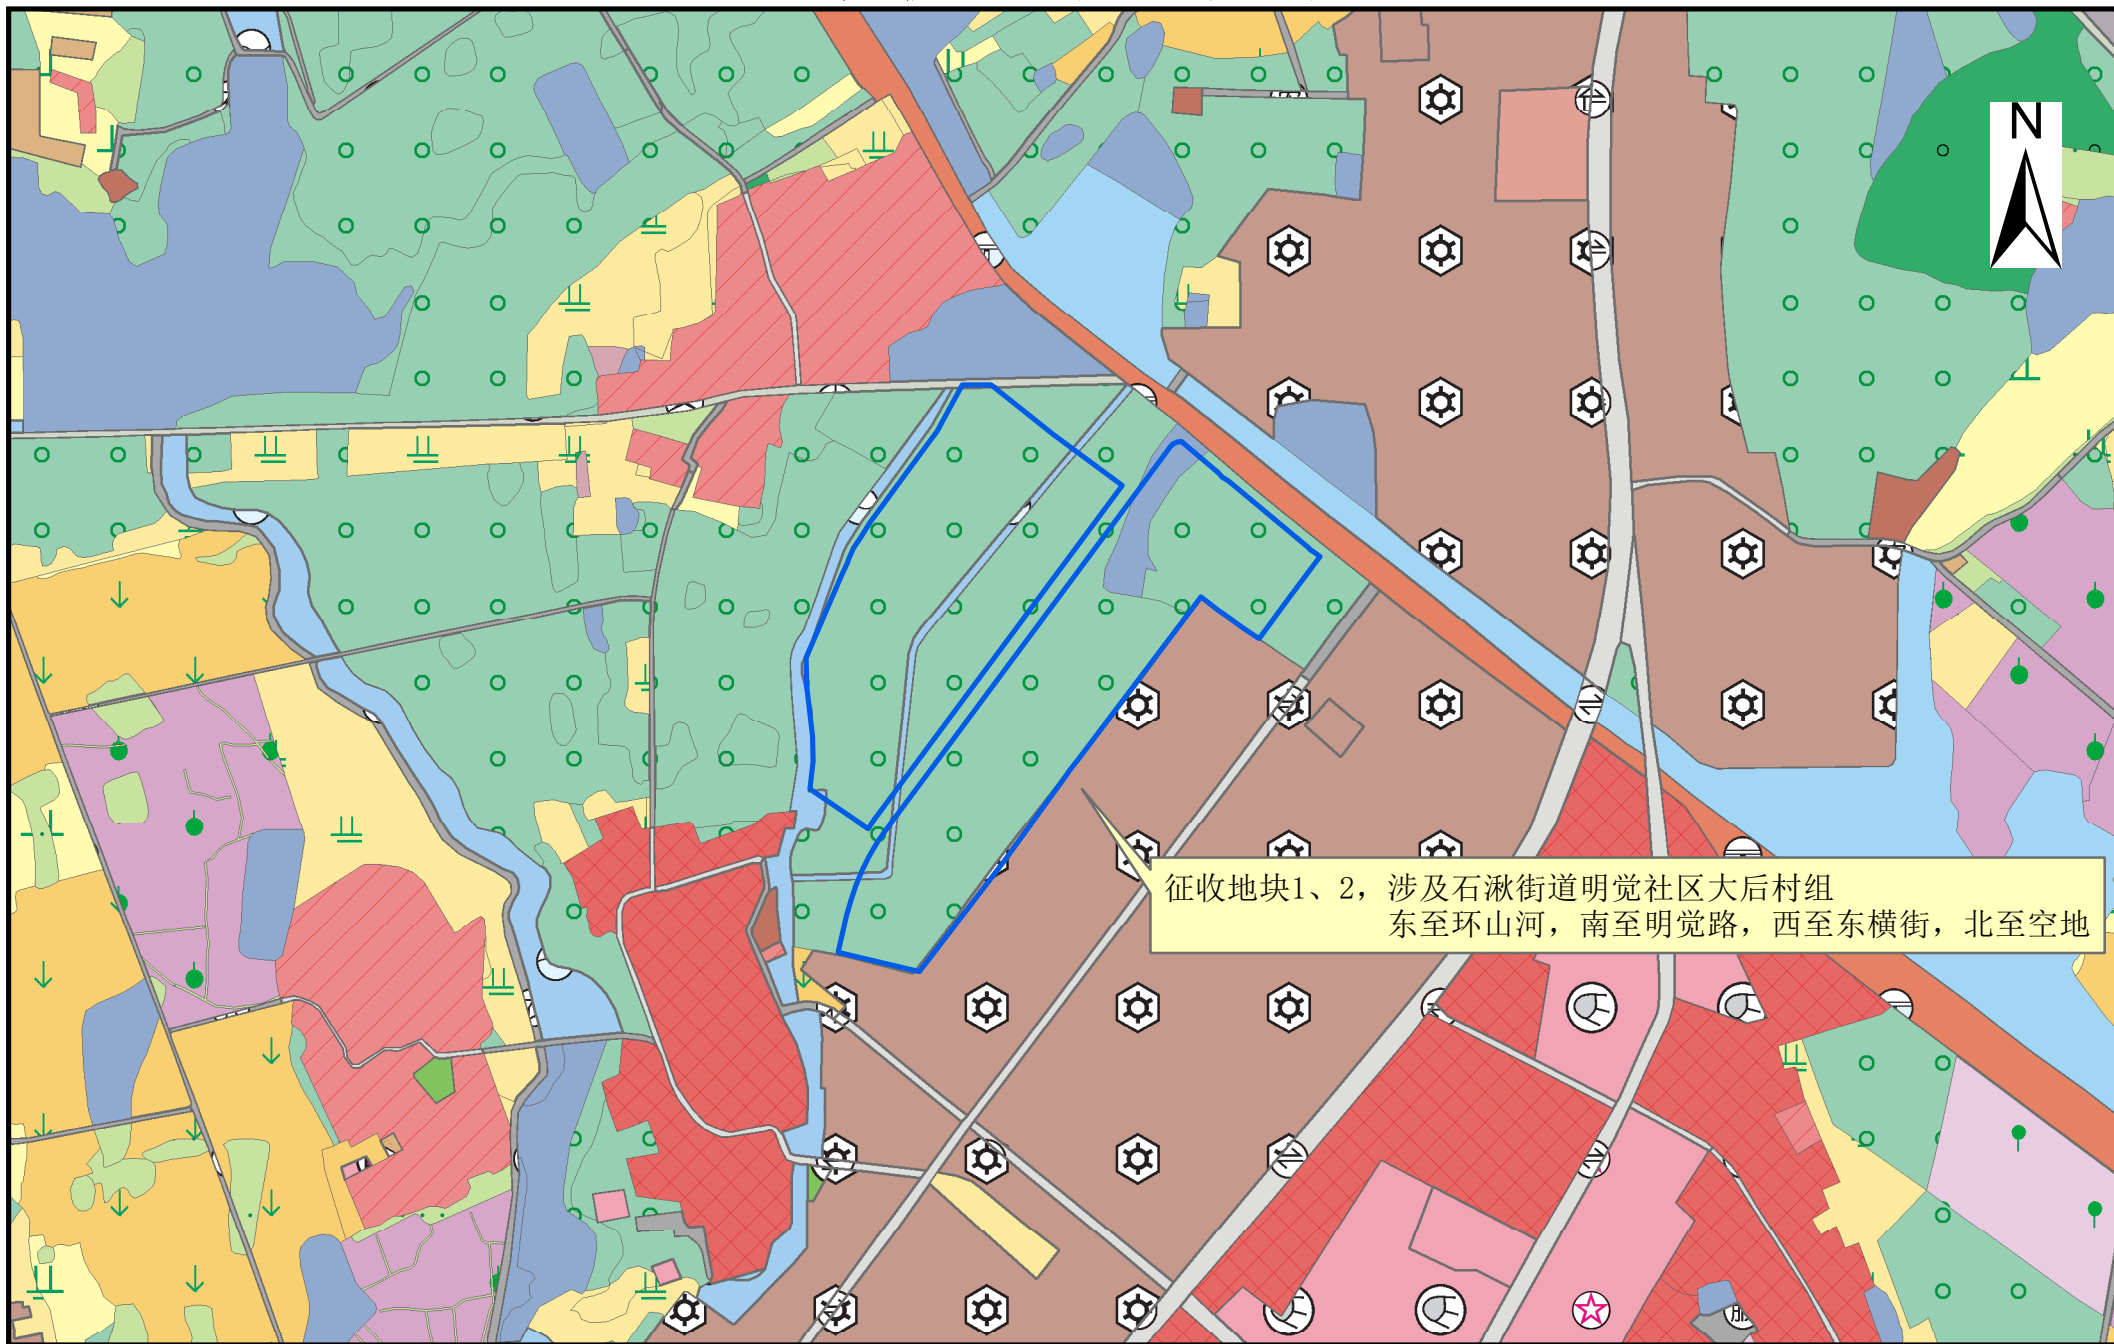 N
征收地块1、2，涉及石湫街道明觉社区大后村组
东至环山河，南至明觉路，西至东横街，北至空地